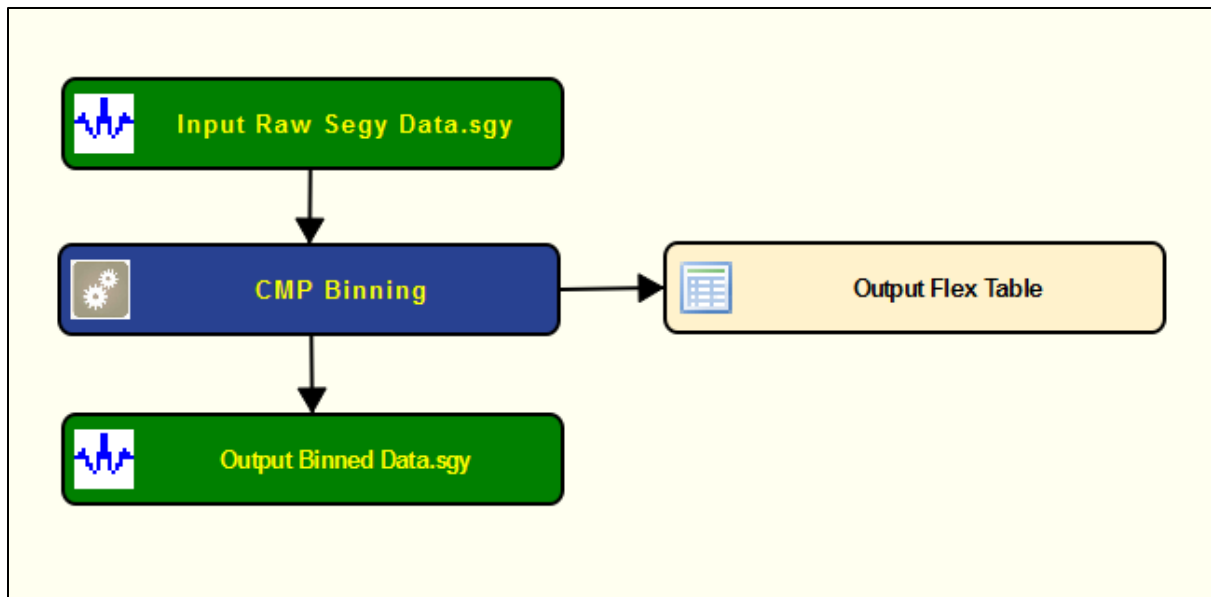 Input Raw Segy Data.sgy
CMP Binning
Output Flex Table
Output Binned Data.sgy